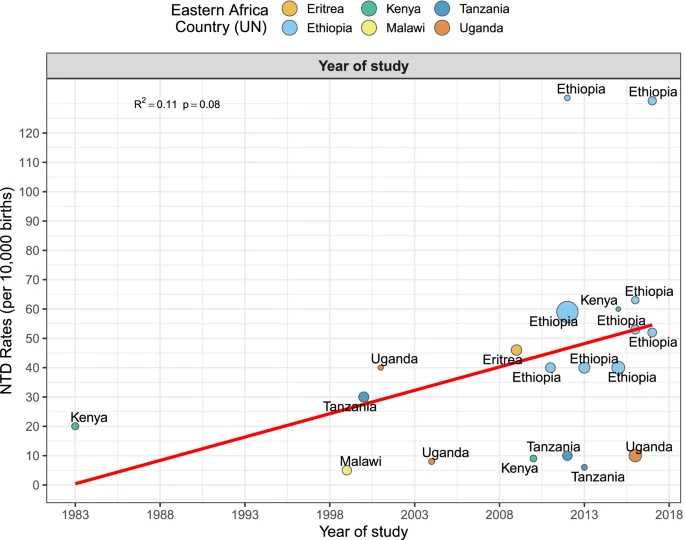 Eastern Africa Country (UN)
Eritrea
Ethiopia
Kenya
Malawi
Tanzania
Uganda
Year of study
R² = 0.11 p = 0.08
NTD Rates (per 10,000 births)
120
110
100
90
80
70
60
50
40
30
20
10
0
Ethiopia
Ethiopia
Ethiopia
Kenya
Ethiopia
Ethiopia
Ethiopia
Uganda
Eritrea
Ethiopia
Ethiopia
Ethiopia
Tanzania
Kenya
Uganda
Tanzania
Uganda
Malawi
Kenya
Tanzania
1983
1988
1993
1998
2003
2008
2013
2018
Year of study